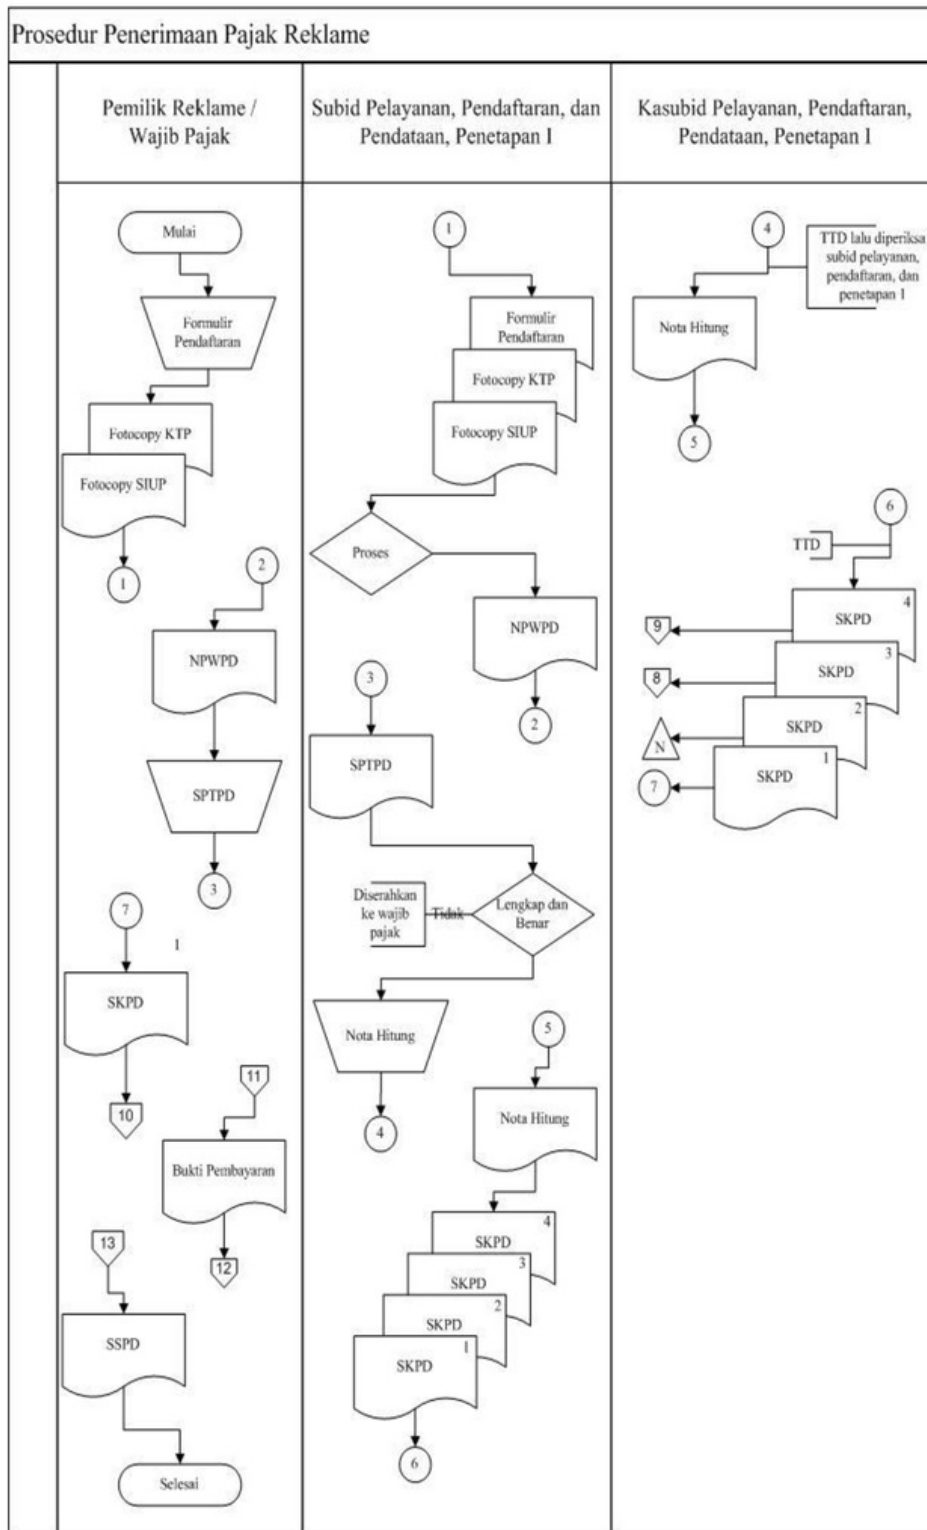 Prosedur Penerimaan Pajak Reklame
Pemilik Reklame /
Wajib Pajak
Subid Pelayanan, Pendaftaran, dan
Pendataan, Penetapan I
Kasubid Pelayanan, Pendaftaran,
Pendataan, Penetapan I
Mulai
Formulir
Pendaftaran
Fotocopy KTP
Fotocopy SIUP
1
2
NPWPD
SPTPD
3
7
1
SKPD
10
11
Bukti Pembayaran
12
13
SSPD
Selesai
1
Formulir
Pendaftaran
Fotocopy KTP
Fotocopy SIUP
Proses
NPWPD
2
3
SPTPD
Lengkap dan
Benar
Tidak
Diserahkan
ke wajib
pajak
Nota Hitung
4
5
Nota Hitung
4
SKPD
3
SKPD
2
SKPD
1
SKPD
6
4
TTD lalu diperiksa
subid pelayanan,
pendaftaran, dan
penetapan 1
Nota Hitung
5
6
TTD
4
SKPD
9
3
SKPD
8
2
SKPD
N
1
SKPD
7